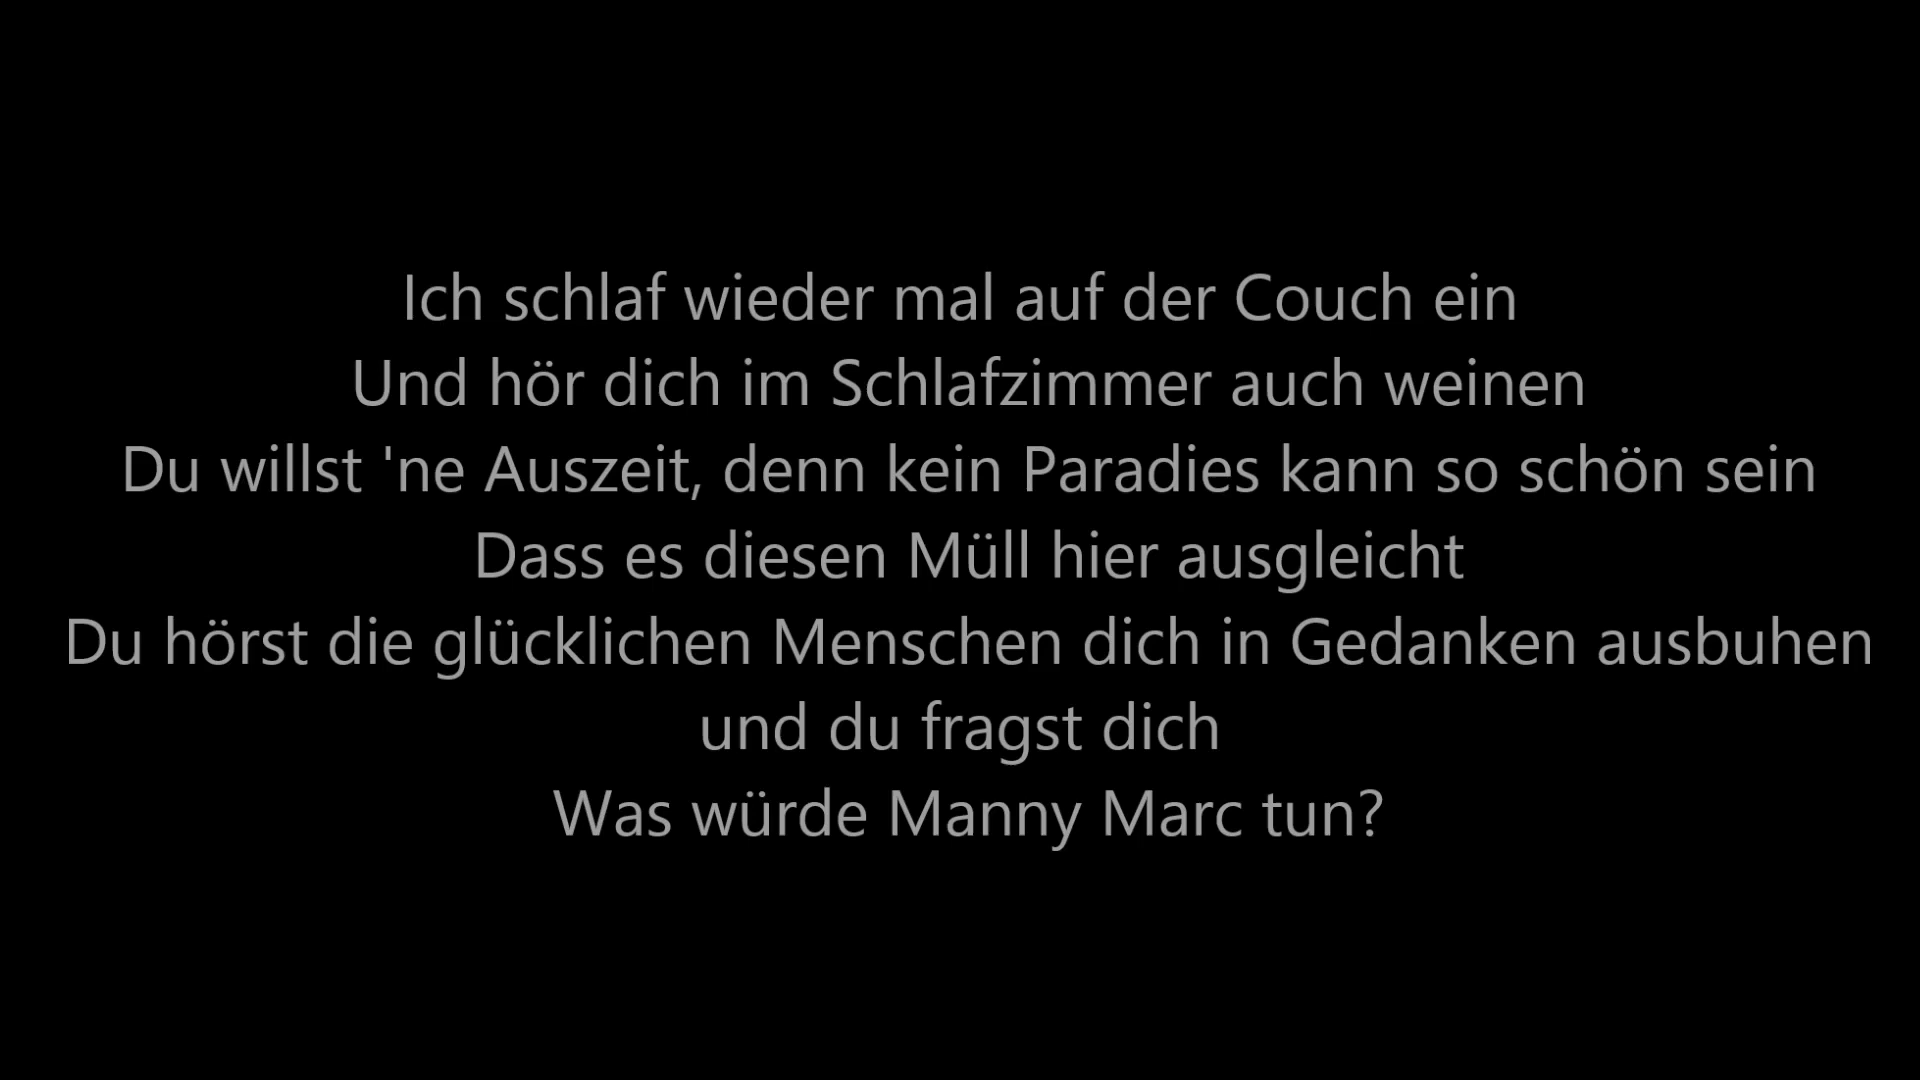 Ich schlaf wieder mal auf der Couch ein
Und hör dich im Schlafzimmer auch weinen
Du willst 'ne Auszeit, denn kein Paradies kann so schön sein
Dass es diesen Müll hier ausgleicht
Du hörst die glücklichen Menschen dich in Gedanken ausbuhen
und du fragst dich
Was würde Manny Marc tun?